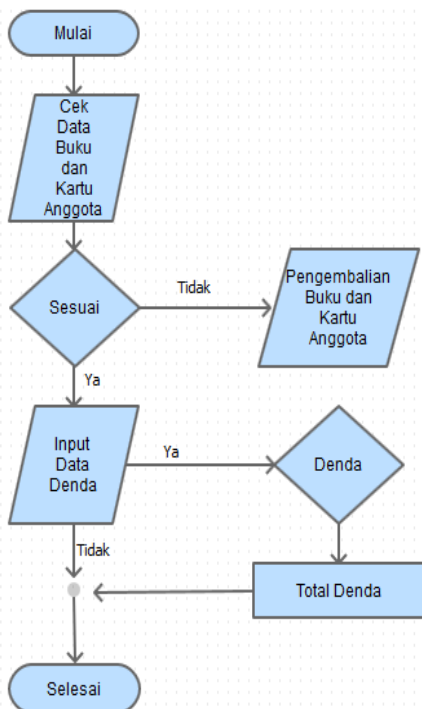 Mulai
Cek
Data
Buku
dan
Kartu
Anggota
Sesuai
Tidak
Pengembalian
Buku dan
Kartu
Anggota
Ya
Input
Data
Denda
Ya
Denda
Tidak
Total Denda
Selesai